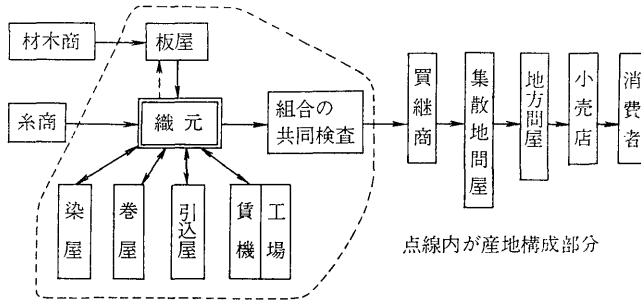 材木商
板屋
糸商
織元
組合の
共同検査
買継商
集散地問屋
地方問屋
小売店
消費者
染屋
巻屋
引込屋
賃機
工場
点線内が産地構成部分